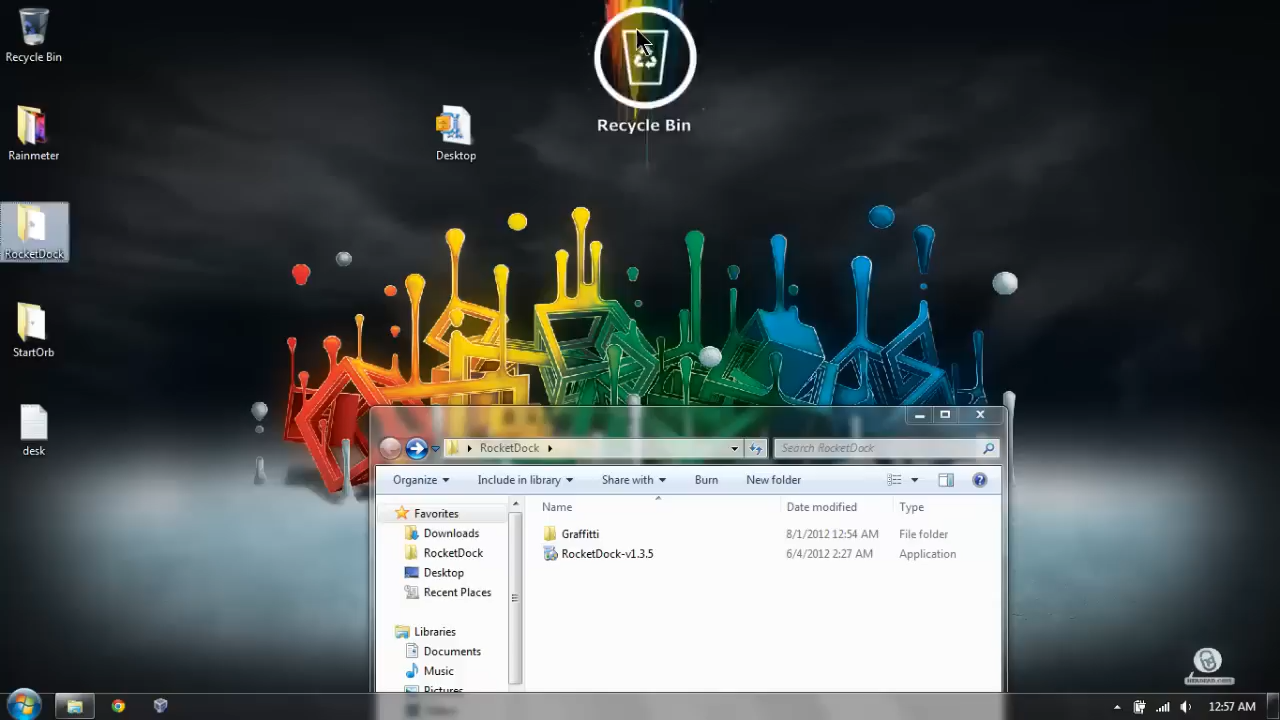 Recycle Bin
Recycle Bin
Rainmeter
Desktop
RocketDock
StartOrb
desk
RocketDock
Search RocketDock
Organize
Include in library
Share with
Burn
New folder
Name
Date modified
Type
Favorites
Downloads
RocketDock
Desktop
Recent Places
Libraries
Documents
Music
Pictures
Graffitti
8/1/2012 12:54 AM
File folder
RocketDock-v1.3.5
6/4/2012 2:27 AM
Application
12:57 AM